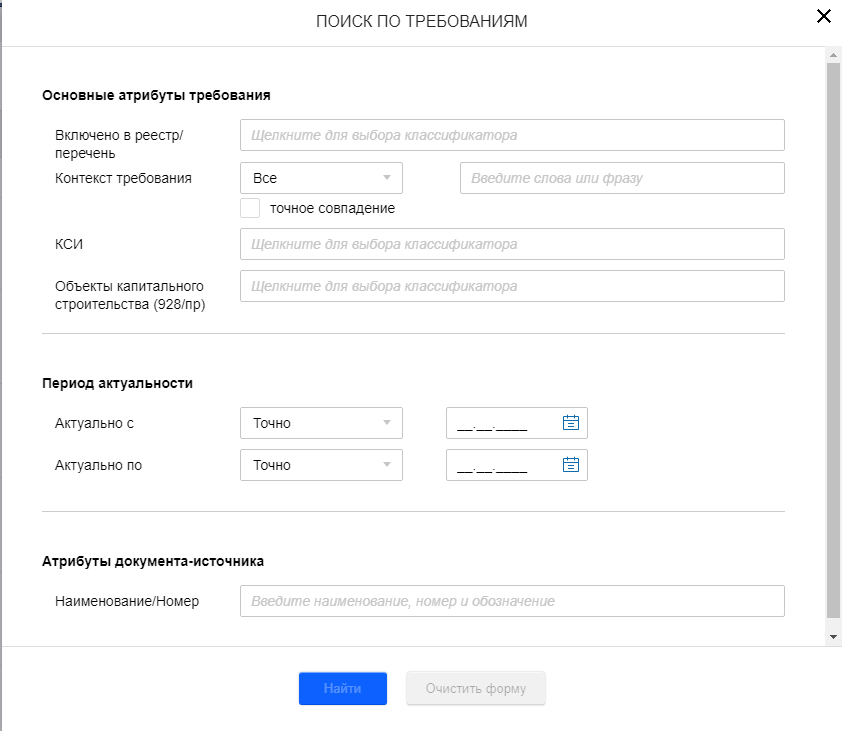 ПОИСК ПО ТРЕБОВАНИЯМ
Основные атрибуты требования
Включено в реестр/
перечень
Щелкните для выбора классификатора
Контекст требования
Все
Введите слова или фразу
точное совпадение
КСИ
Щелкните для выбора классификатора
Объекты капитального
строительства (928/пр)
Щелкните для выбора классификатора
Период актуальности
Актуально с
Точно
__.__.____
Актуально по
Точно
__.__.____
Атрибуты документа-источника
Наименование/Номер
Введите наименование, номер и обозначение
Найти
Очистить форму